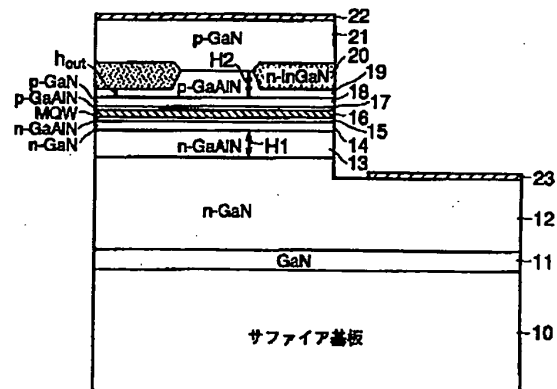 22
p-GaN
21
hout
H2
n-InGaN
20
p-GaN
p-GaAlN
19
p-GaAlN
18
MQW
17
n-GaAlN
16
n-GaN
15
14
n-GaAlN
H1
13
23
n-GaN
12
GaN
11
サファイア基板
10